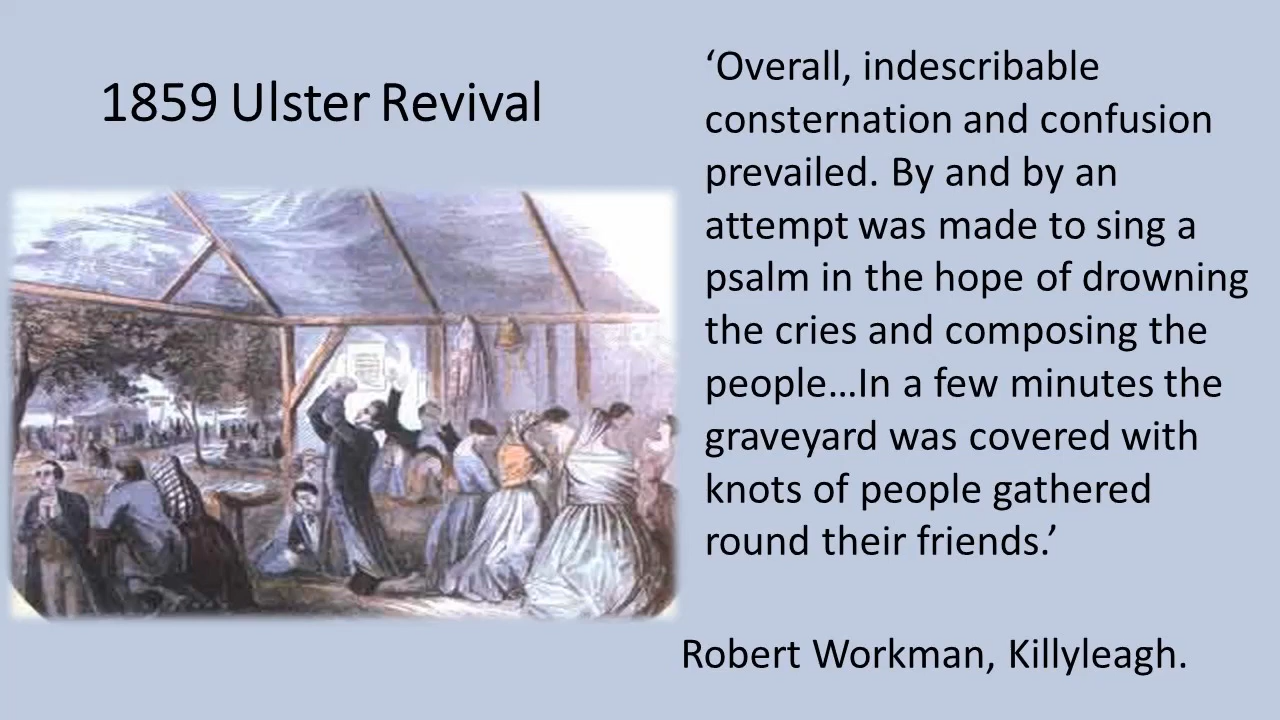 1859 Ulster Revival
‘Overall, indescribable
consternation and confusion
prevailed. By and by an
attempt was made to sing a
psalm in the hope of drowning
the cries and composing the
people…In a few minutes the
graveyard was covered with
knots of people gathered
round their friends.’
Robert Workman, Killyleagh.